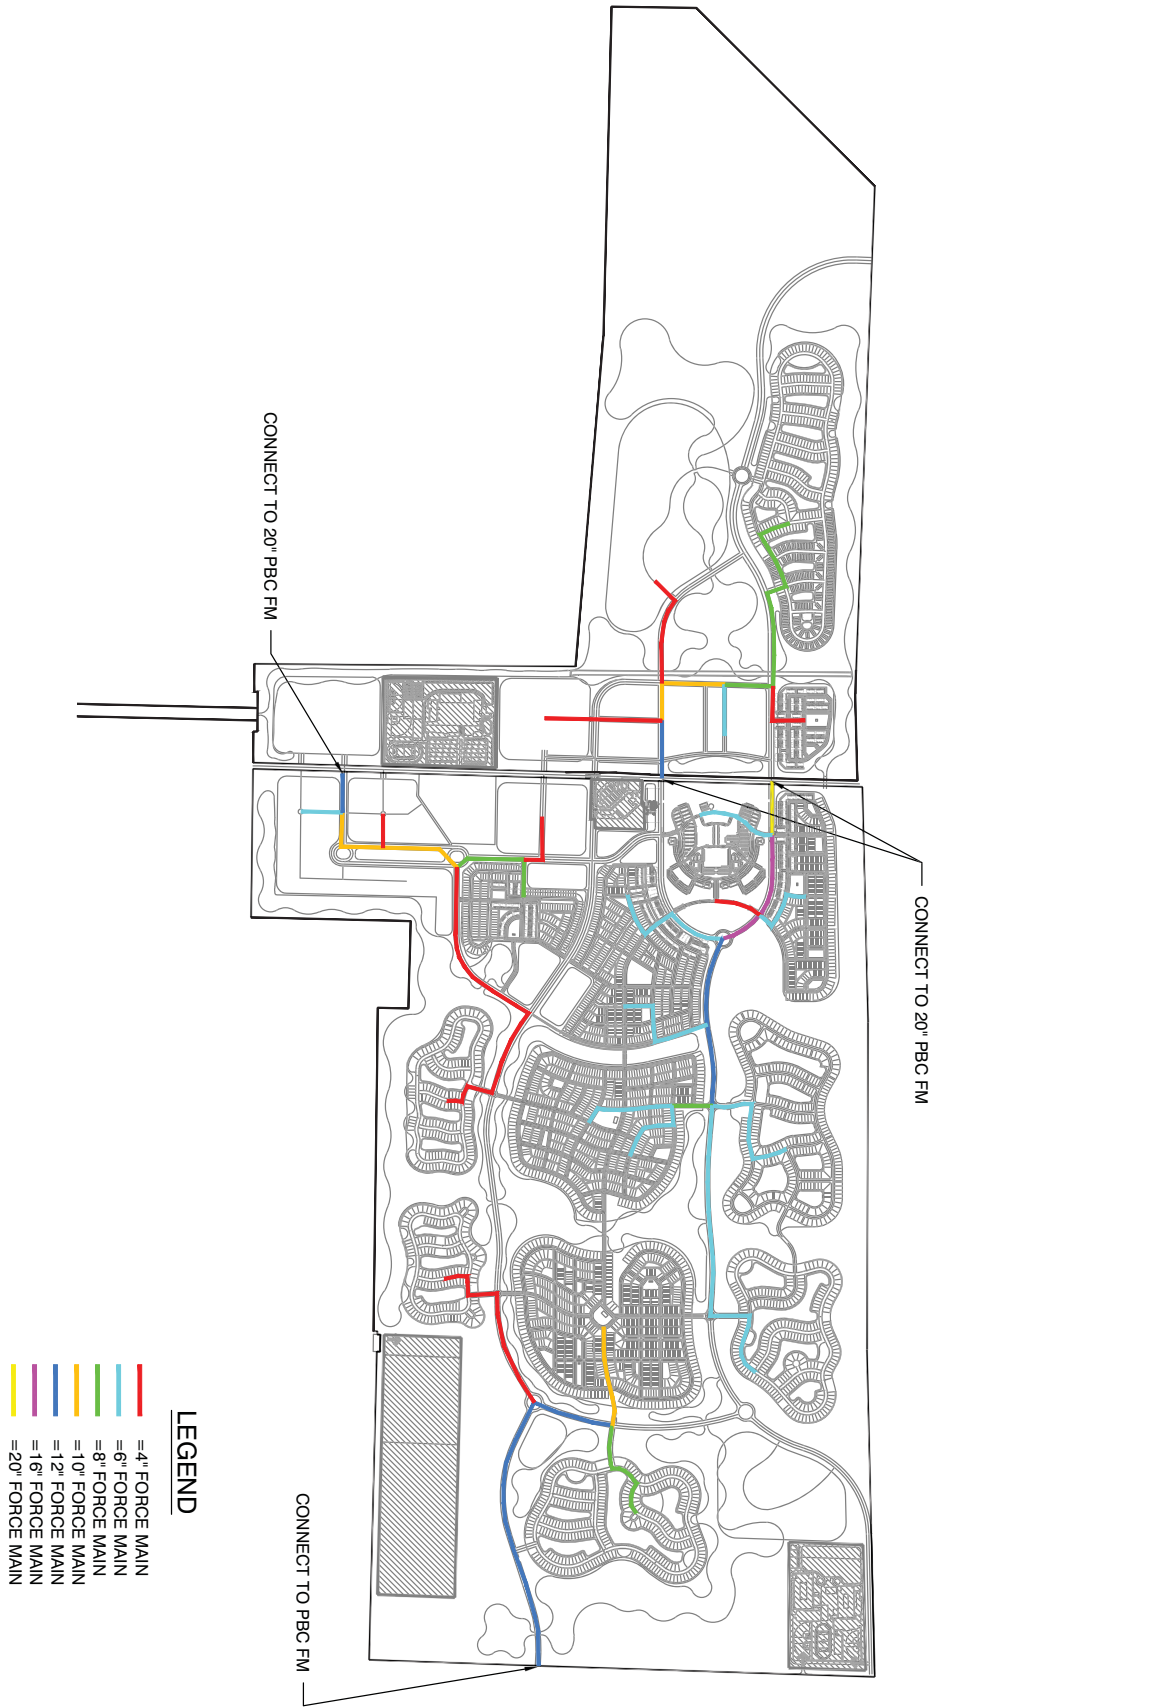 CONNECT TO 20" PBC FM
CONNECT TO 20" PBC FM
CONNECT TO PBC FM
LEGEND
=4" FORCE MAIN
=6" FORCE MAIN
=8" FORCE MAIN
=10" FORCE MAIN
=12" FORCE MAIN
=16" FORCE MAIN
=20" FORCE MAIN